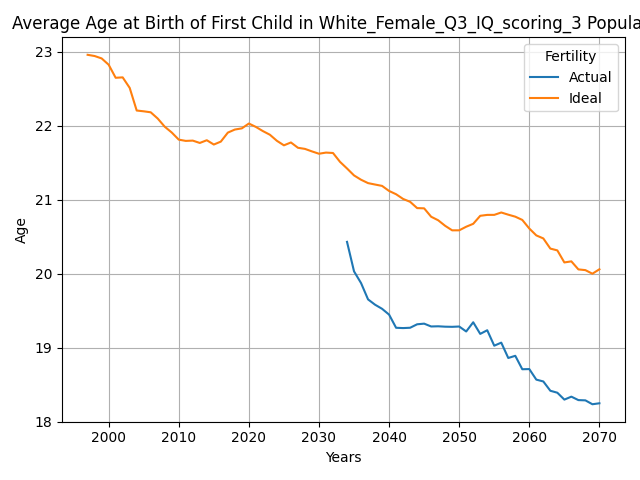 Average Age at Birth of First Child in White_Female_Q3_IQ_scoring_3 Popula
Fertility
Actual
Ideal
23
22
21
20
19
18
Age
2000 2010 2020 2030 2040 2050 2060 2070
Years